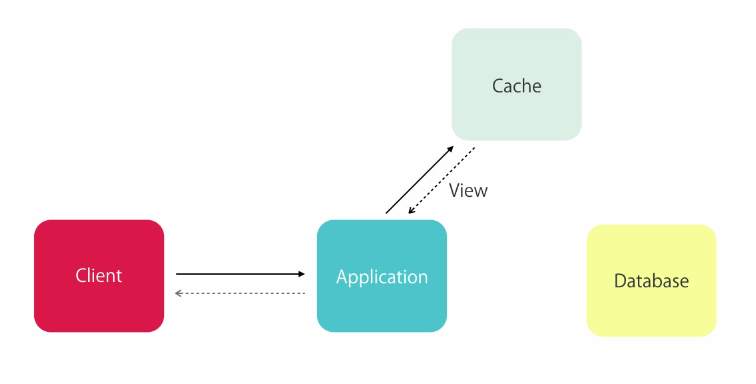 Cache
View
Client
Application
Database